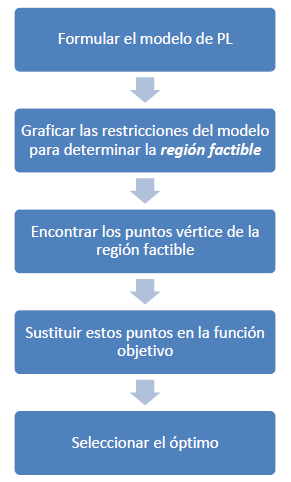 Formular el modelo de PL
Graficar las restricciones del modelo
para determinar la región factible
Encontrar los puntos vértice de la
región factible
Sustituir estos puntos en la función
objetivo
Seleccionar el óptimo